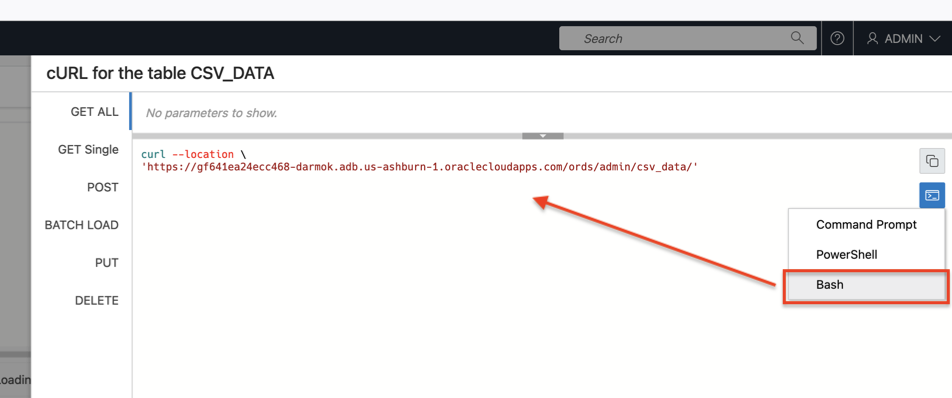 Search
ADMIN
cURL for the table CSV_DATA
GET ALL
No parameters to show.
GET Single
POST
BATCH LOAD
PUT
DELETE
curl --location \
'https://gf641ea24ecc468-darmok.adb.us-ashburn-1.oraclecloudapps.com/ords/admin/csv_data/'
Command Prompt
PowerShell
Bash